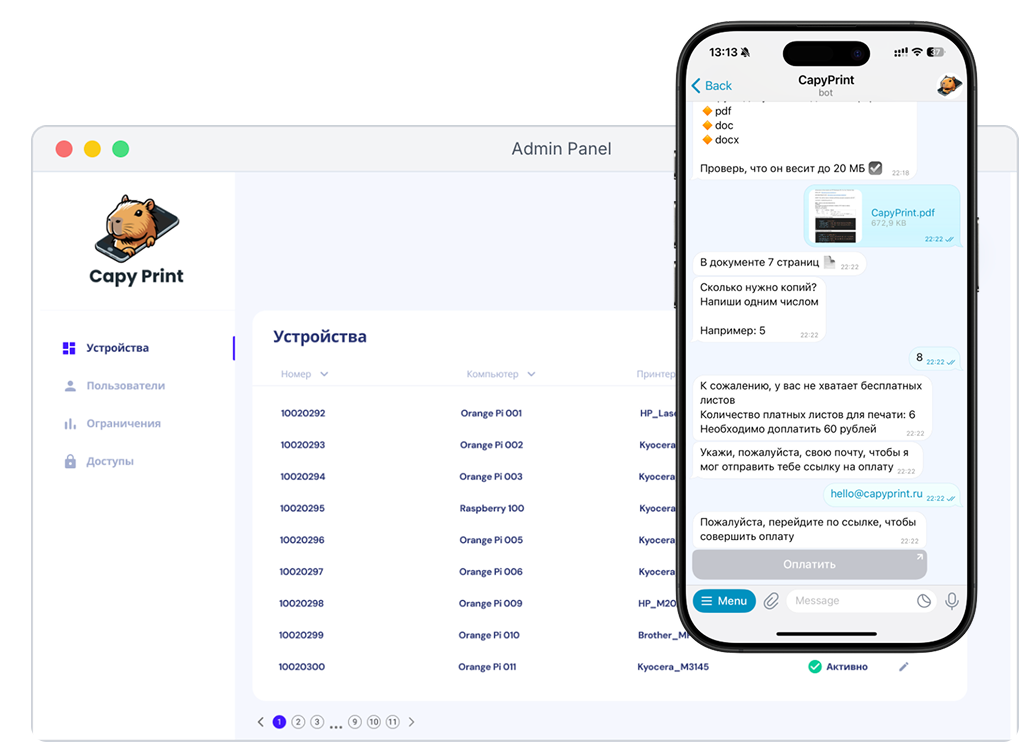 Admin Panel
Capy Print
Устройства
Пользователи
Ограничения
Доступы
Устройства
Номер Компьютер Принтер
10020292 Orange Pi 001 HP_Las
10020293 Orange Pi 002 Kyocera
10020294 Orange Pi 003 Kyocera
10020295 Raspberry 100 Kyocera
10020296 Orange Pi 005 Kyocera
10020297 Orange Pi 006 Kyocera
10020298 Orange Pi 009 HP_M20
10020299 Orange Pi 010 Brother_M
10020300 Orange Pi 011 Kyocera_M3145 Активно
1 2 3 ... 9 10 11
13:13 37
Back CapyPrint
bot
pdf
doc
docx
Проверь, что он весит до 20 МБ 22:18
CapyPrint.pdf
672,9 KB
22:22
В документе 7 страниц 22:22
Сколько нужно копий?
Напиши одним числом
Например: 5 22:22
8 22:22
К сожалению, у вас не хватает бесплатных
листов
Количество платных листов для печати: 6
Необходимо доплатить 60 рублей 22:22
Укажи, пожалуйста, свою почту, чтобы я
мог отправить тебе ссылку на оплату 22:22
hello@capyprint.ru 22:22
Пожалуйста, перейдите по ссылке, чтобы
совершить оплату 22:22
Оплатить
Menu Message